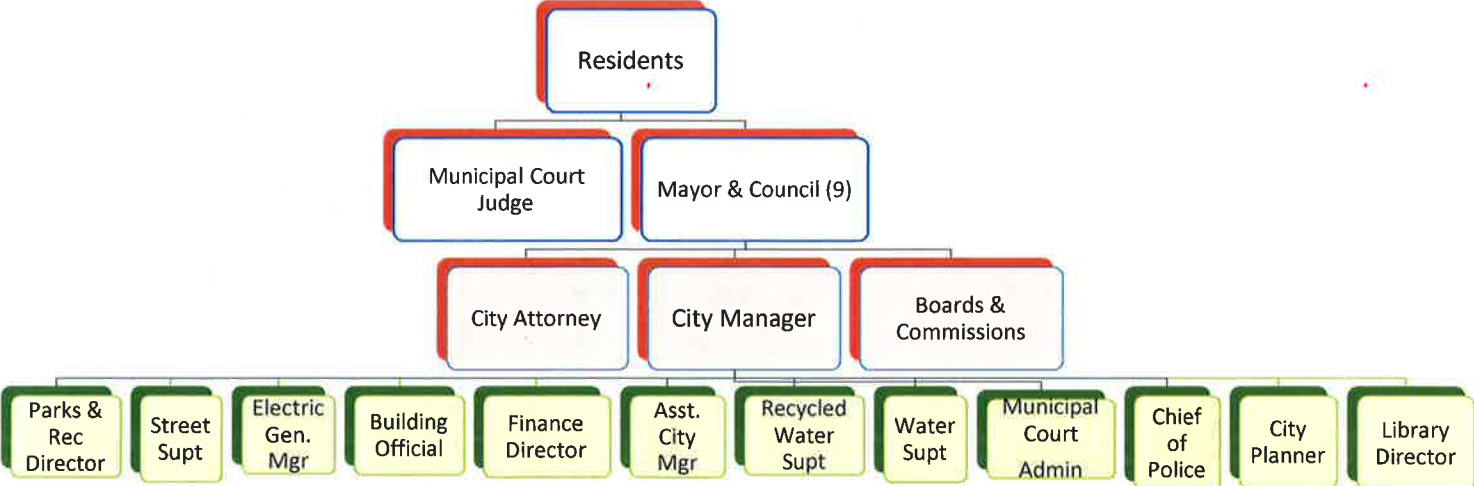 Residents
Municipal Court
Judge
Mayor & Council (9)
City Attorney
City Manager
Boards &
Commissions
Parks &
Rec
Director
Street
Supt
Electric
Gen.
Mgr
Building
Official
Finance
Director
Asst.
City
Mgr
Recycled
Water
Supt
Water
Supt
Municipal
Court
Admin
Chief
of
Police
City
Planner
Library
Director